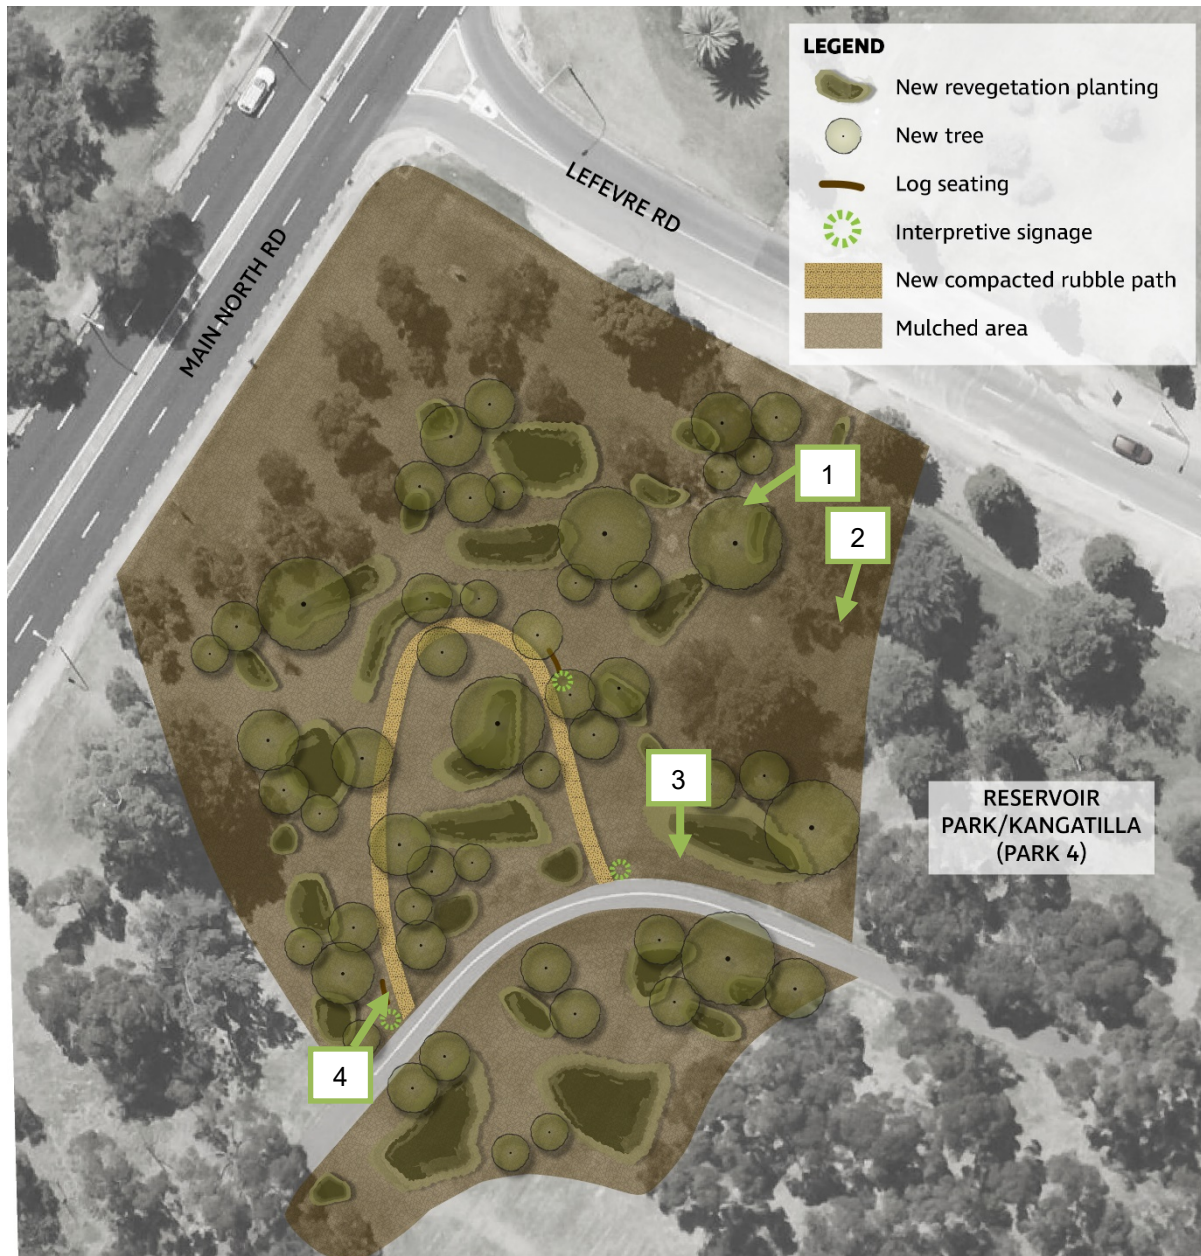 LEGEND
New revegetation planting
New tree
Log seating
Interpretive signage
New compacted rubble path
Mulched area
LEFEVRE RD
MAIN NORTH RD
1
2
3
RESERVOIR
PARK/KANGATILLA
(PARK 4)
4